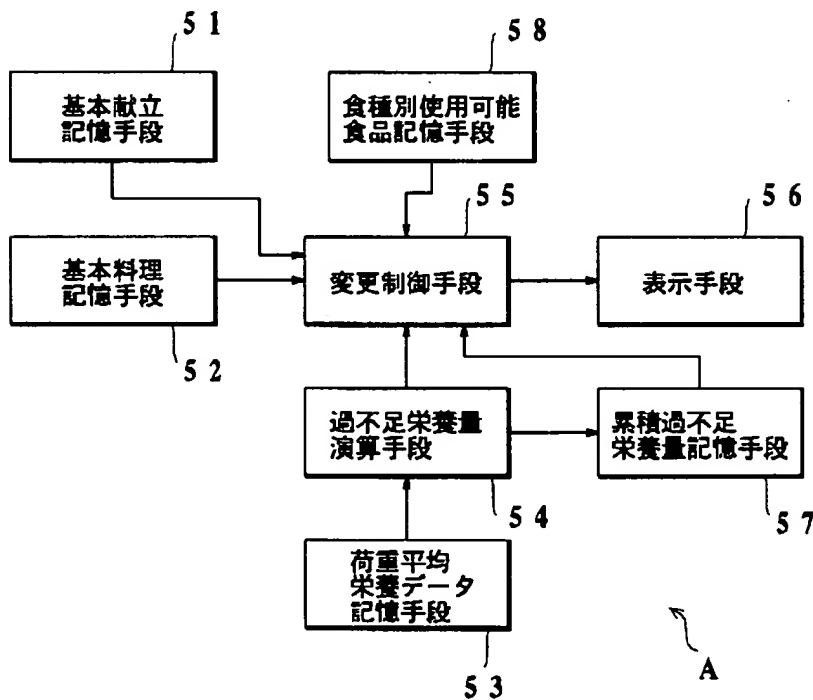 ５１
基本献立
記憶手段
５８
食種別使用可能
食品記憶手段
５５
変更制御手段
５６
表示手段
基本料理
記憶手段
５２
過不足栄養量
演算手段
５４
累積過不足
栄養量記憶手段
５７
荷重平均
栄養データ
記憶手段
５３
A